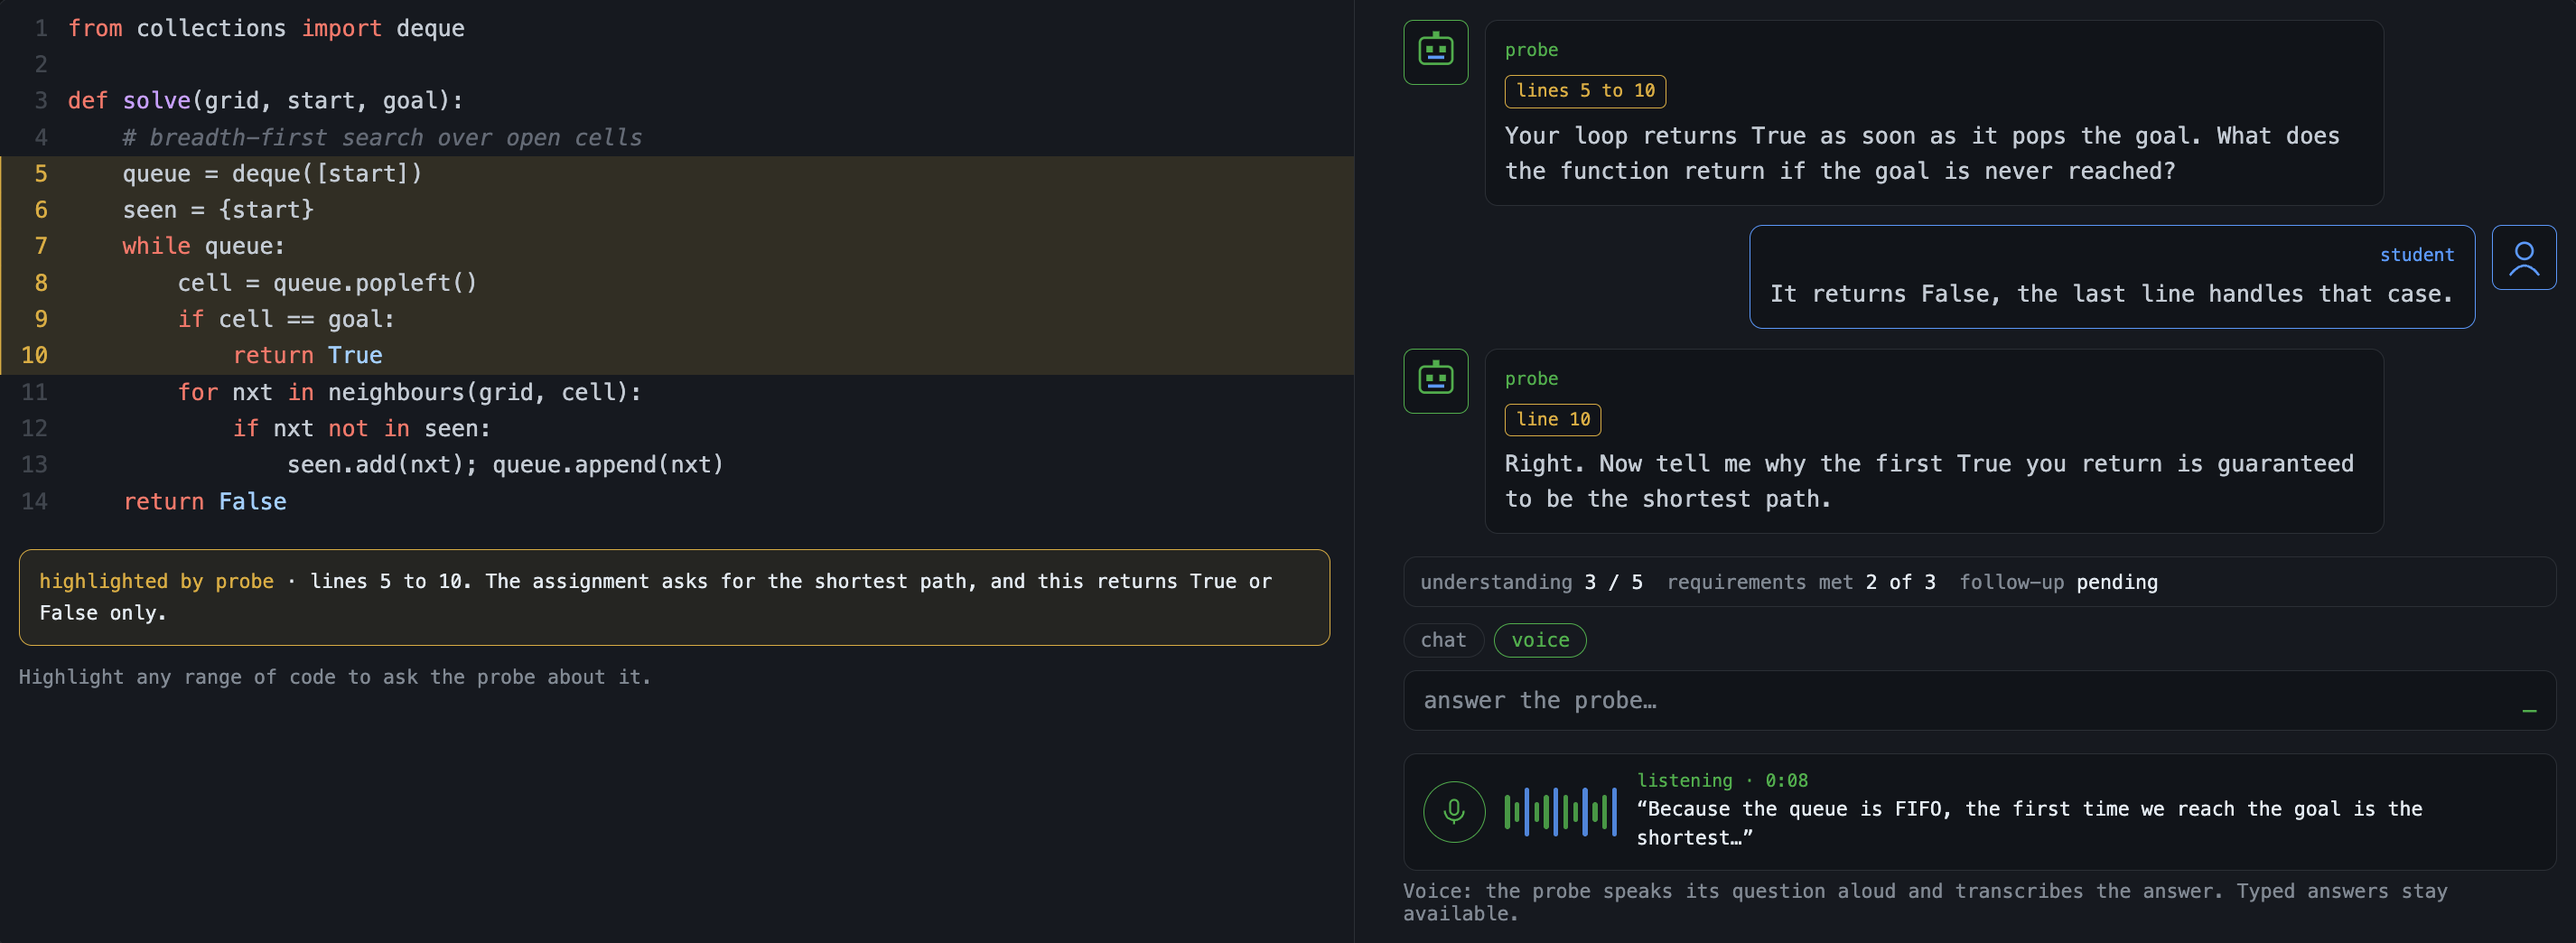 1 from collections import deque
2
3 def solve(grid, start, goal):
4     # breadth-first search over open cells
5     queue = deque([start])
6     seen = {start}
7     while queue:
8         cell = queue.popleft()
9         if cell == goal:
10             return True
11         for nxt in neighbours(grid, cell):
12             if nxt not in seen:
13                 seen.add(nxt); queue.append(nxt)
14     return False
highlighted by probe · lines 5 to 10. The assignment asks for the shortest path, and this returns True or
False only.
Highlight any range of code to ask the probe about it.
probe
lines 5 to 10
Your loop returns True as soon as it pops the goal. What does
the function return if the goal is never reached?
student
It returns False, the last line handles that case.
probe
line 10
Right. Now tell me why the first True you return is guaranteed
to be the shortest path.
understanding 3 / 5 requirements met 2 of 3 follow-up pending
chat voice
answer the probe…
listening · 0:08
“Because the queue is FIFO, the first time we reach the goal is the
shortest…”
Voice: the probe speaks its question aloud and transcribes the answer. Typed answers stay
available.